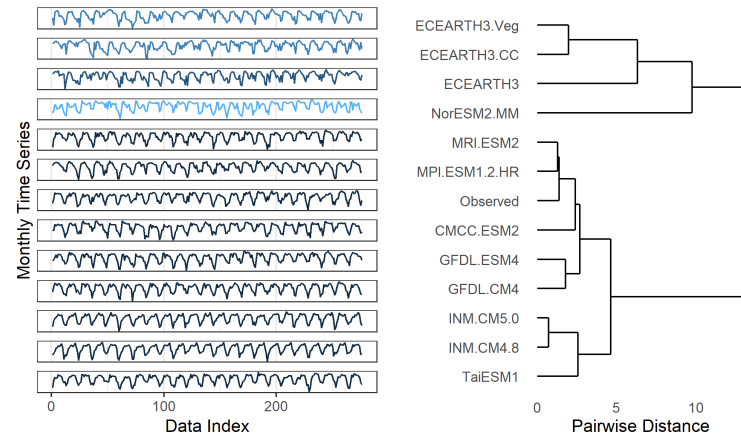 Monthly Time Series
0
100
200
Data Index
ECEARTH3.Veg
ECEARTH3.CC
ECEARTH3
NorESM2.MM
MRI.ESM2
MPI.ESM1.2.HR
Observed
CMCC.ESM2
GFDL.ESM4
GFDL.CM4
INM.CM5.0
INM.CM4.8
TaiESM1
0
5
10
Pairwise Distance